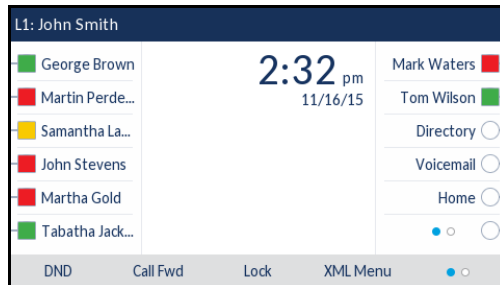 L1: John Smith
George Brown
Martin Perde...
Samantha La...
John Stevens
Martha Gold
Tabatha Jack...
2:32 pm
11/16/15
Mark Waters
Tom Wilson
Directory
Voicemail
Home
DND Call Fwd Lock XML Menu